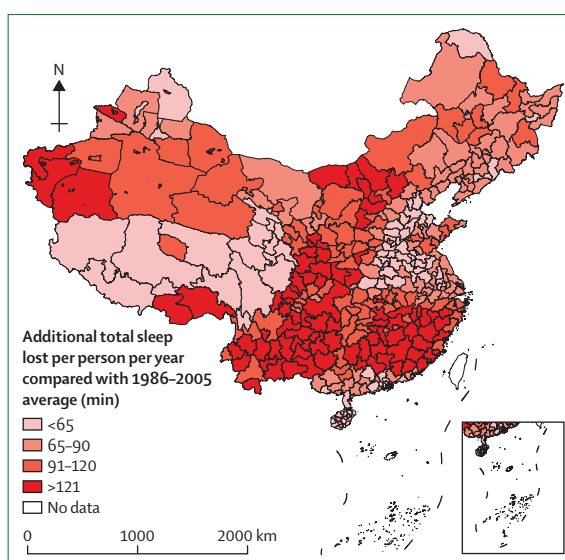 N
Additional total sleep
lost per person per year
compared with 1986–2005
average (min)
<65
65–90
91–120
>121
No data
0 1000 2000 km